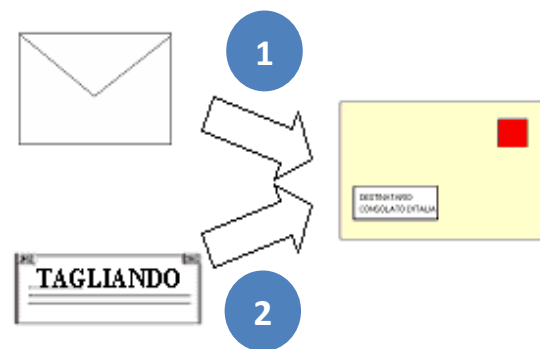 1
DESTINATARIO
CONSOLATO D'ITALIA
TAGLIANDO
2